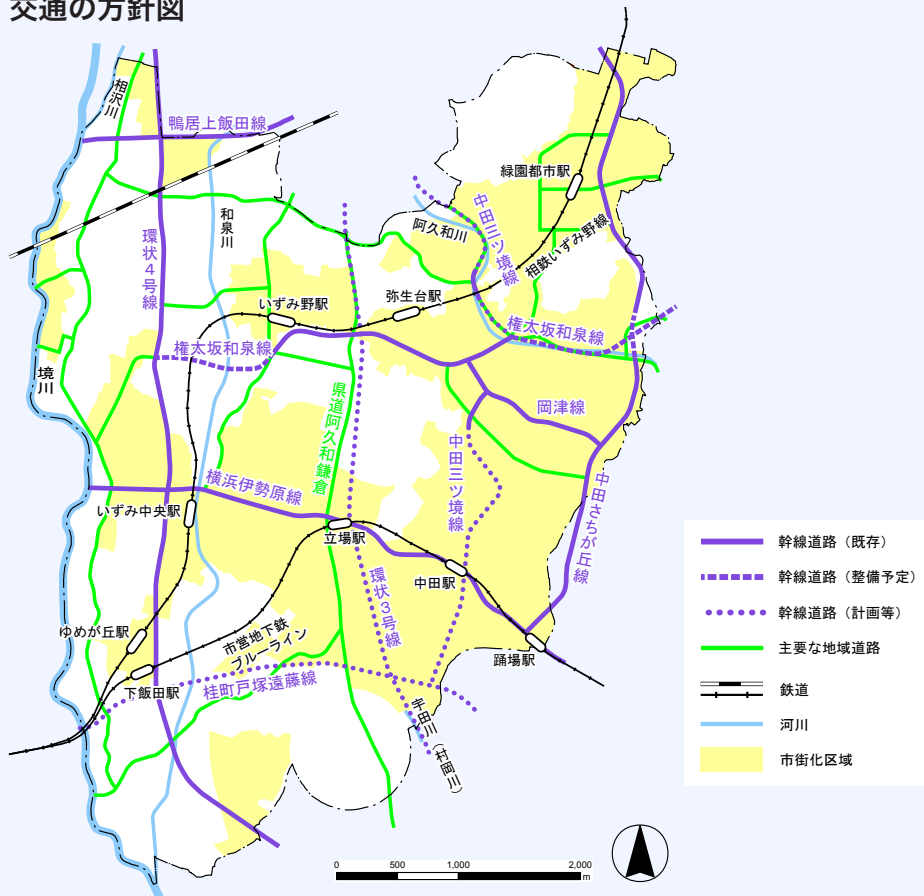 交通の方針図
相沢川
鴨居上飯田線
緑園都市駅
中田三ツ境線
阿久和川
和泉川
環状4号線
相鉄いずみ野線
いずみ野駅
弥生台駅
権太坂和泉線
権太坂和泉線
境川
県道阿久和鎌倉
岡津線
中田三ツ境線
横浜伊勢原線
中田さちが丘線
いずみ中央駅
立場駅
中田駅
環状3号線
ゆめが丘駅
市営地下鉄
ブルーライン
踊場駅
下飯田駅
桂町戸塚遠藤線
宇田川(村岡川)
幹線道路(既存)
幹線道路(整備予定)
幹線道路(計画等)
主要な地域道路
鉄道
河川
市街化区域
0 500 1,000 2,000
m